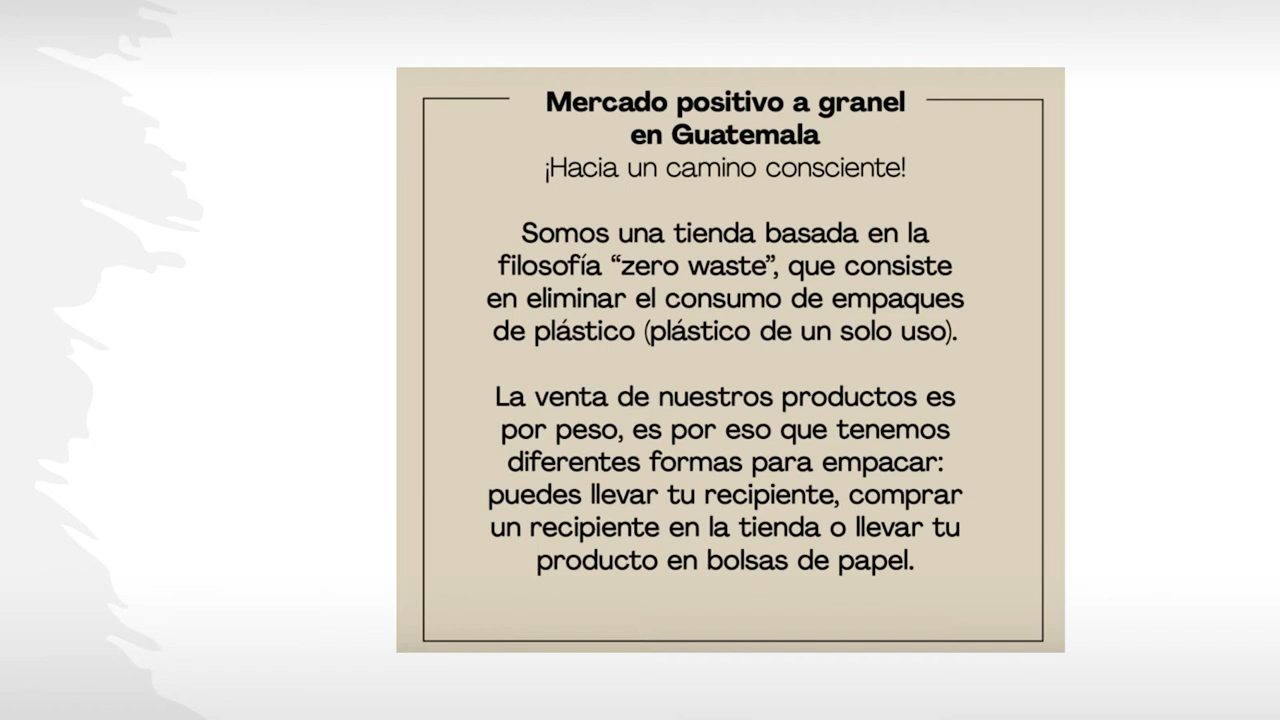 Mercado positivo a granel
en Guatemala
¡Hacia un camino consciente!
Somos una tienda basada en la
filosofía “zero waste”, que consiste
en eliminar el consumo de empaques
de plástico (plástico de un solo uso).
La venta de nuestros productos es
por peso, es por eso que tenemos
diferentes formas para empacar:
puedes llevar tu recipiente, comprar
un recipiente en la tienda o llevar tu
producto en bolsas de papel.